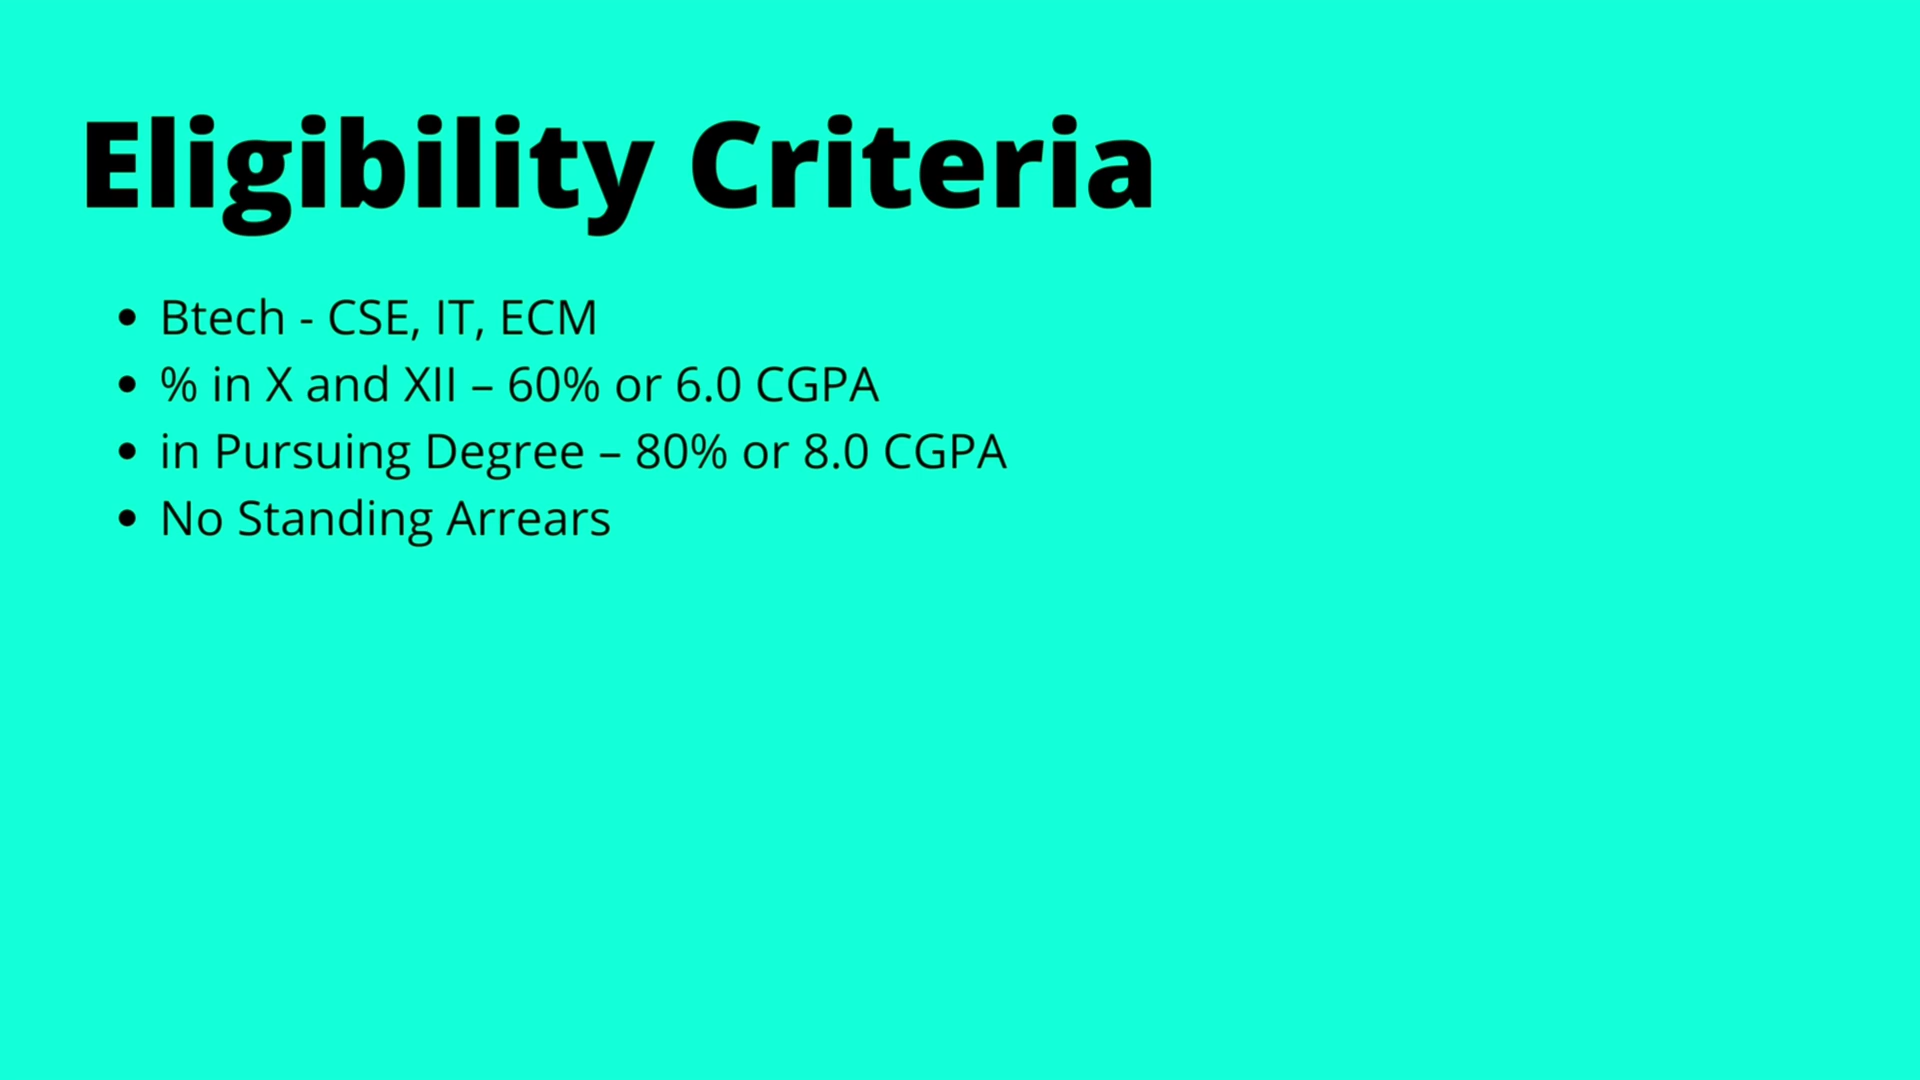 Eligibility Criteria
• Btech - CSE, IT, ECM
• % in X and XII – 60% or 6.0 CGPA
• in Pursuing Degree – 80% or 8.0 CGPA
• No Standing Arrears